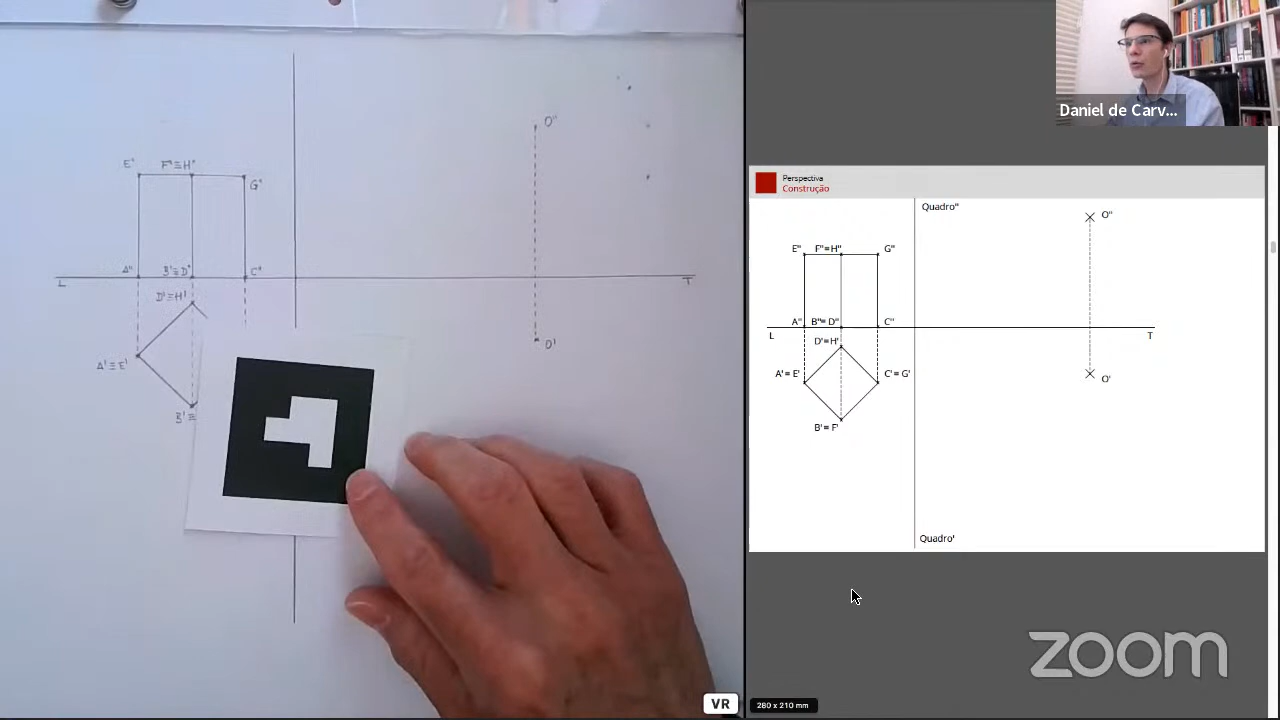 O"
E" F"≡H"
G"
A" B"≡D" C"
L T
D'≡H'
O'
A'≡E'
B'≡
VR
Daniel de Carv...
Perspectiva
Construção
Quadro"
O"
E" F"≡H" G"
A" B"≡D" C"
L T
D'≡H'
A'≡E' C'≡G'
O'
B'≡F'
Quadro'
zoom
280 x 210 mm